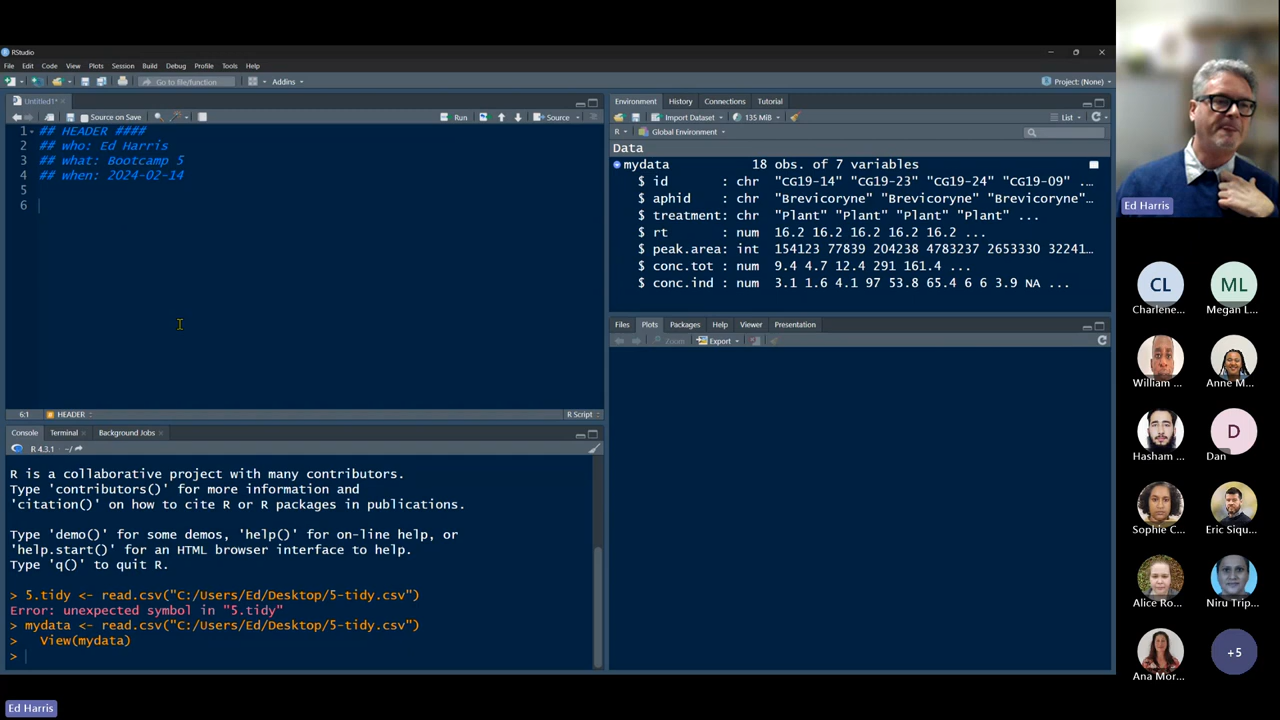 RStudio
File Edit Code View Plots Session Build Debug Profile Tools Help
Go to file/function Addins Project: (None)
Untitled1*
Source on Save Run Source
1 ## HEADER ####
2 ## who: Ed Harris
3 ## what: Bootcamp 5
4 ## when: 2024-02-14
5
6
6:1 HEADER R Script
Console Terminal Background Jobs
R 4.3.1 · ~/
R is a collaborative project with many contributors.
Type 'contributors()' for more information and
'citation()' on how to cite R or R packages in publications.
Type 'demo()' for some demos, 'help()' for on-line help, or
'help.start()' for an HTML browser interface to help.
Type 'q()' to quit R.
> 5.tidy <- read.csv("C:/Users/Ed/Desktop/5-tidy.csv")
Error: unexpected symbol in "5.tidy"
> mydata <- read.csv("C:/Users/Ed/Desktop/5-tidy.csv")
>   View(mydata)
>
Environment History Connections Tutorial
Import Dataset 135 MiB List
R Global Environment
Data
mydata 18 obs. of 7 variables
$ id : chr "CG19-14" "CG19-23" "CG19-24" "CG19-09" ...
$ aphid : chr "Brevicoryne" "Brevicoryne" "Brevicoryne"...
$ treatment: chr "Plant" "Plant" "Plant" "Plant" ...
$ rt : num 16.2 16.2 16.2 16.2 16.2 ...
$ peak.area: int 154123 77839 204238 4783237 2653330 32241...
$ conc.tot : num 9.4 4.7 12.4 291 161.4 ...
$ conc.ind : num 3.1 1.6 4.1 97 53.8 65.4 6 6 3.9 NA ...
Files Plots Packages Help Viewer Presentation
Zoom Export
Ed Harris
CL ML
Charlene... Megan L...
William ... Anne M...
D
Hasham ... Dan
Sophie C... Eric Siqu...
Alice Ro... Niru Trip...
+5
Ana Mor...
Ed Harris